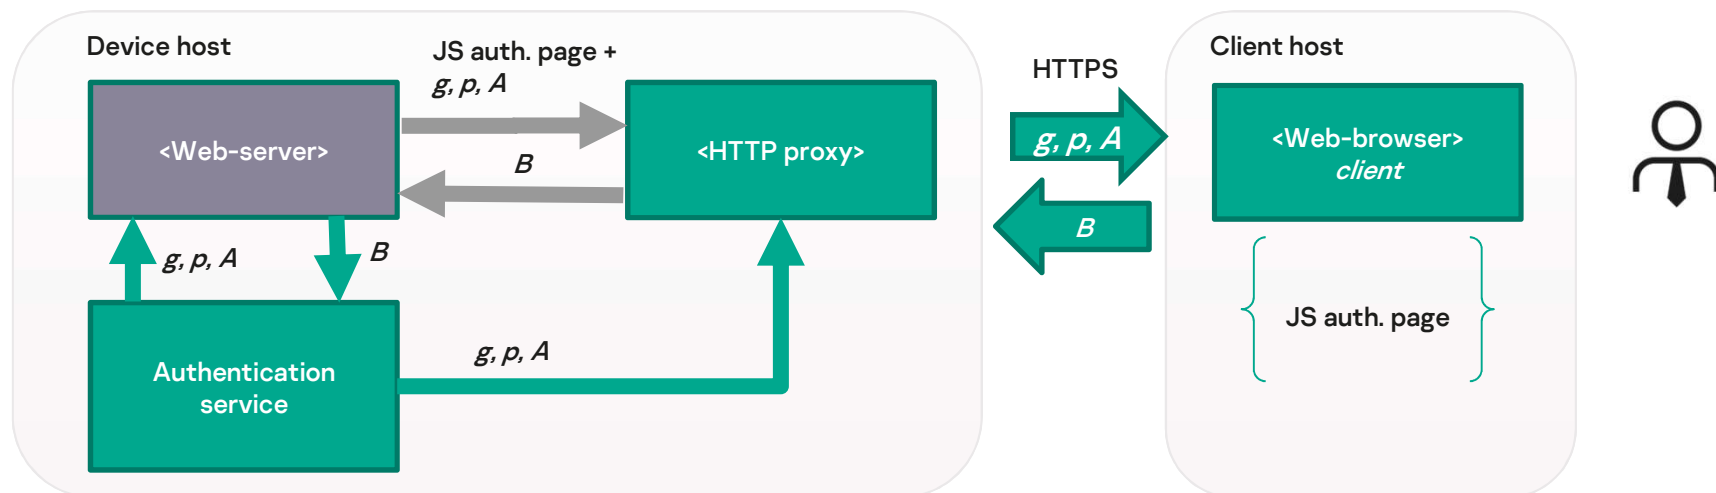 Device host
JS auth. page +
g, p, A
<Web-server>
B
<HTTP proxy>
g, p, A
B
Authentication
service
g, p, A
HTTPS
g, p, A
B
Client host
<Web-browser>
client
JS auth. page